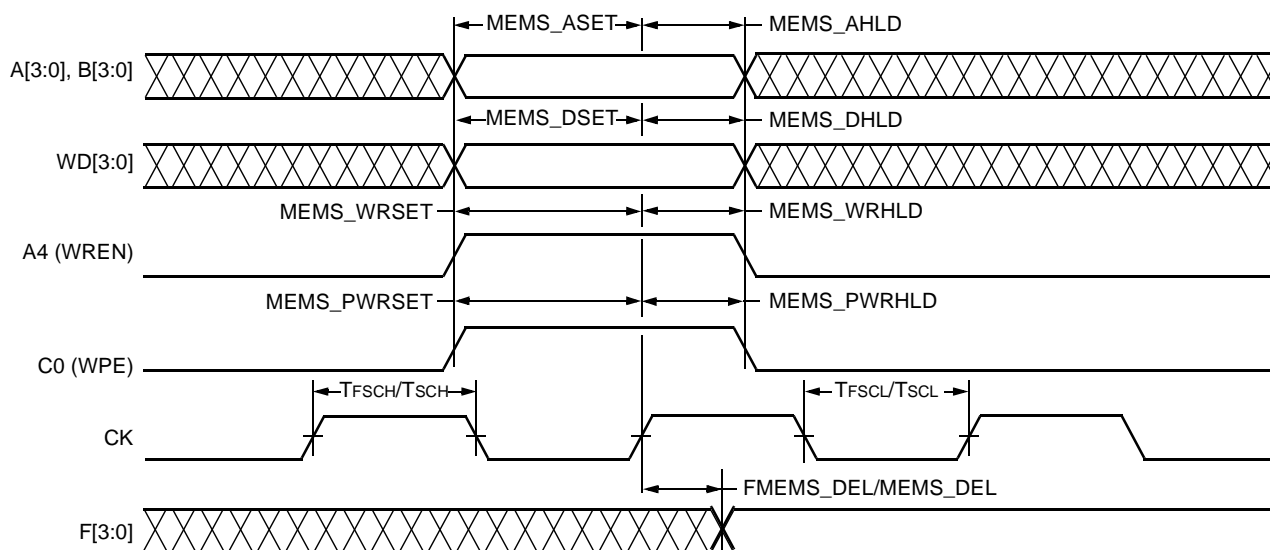 MEMS_ASET MEMS_AHLD
A[3:0], B[3:0]
MEMS_DSET MEMS_DHLD
WD[3:0]
MEMS_WRSET MEMS_WRHLD
A4 (WREN)
MEMS_PWRSET MEMS_PWRHLD
C0 (WPE)
TFSCH/TSCH TFSCL/TSCL
CK
FMEMS_DEL/MEMS_DEL
F[3:0]